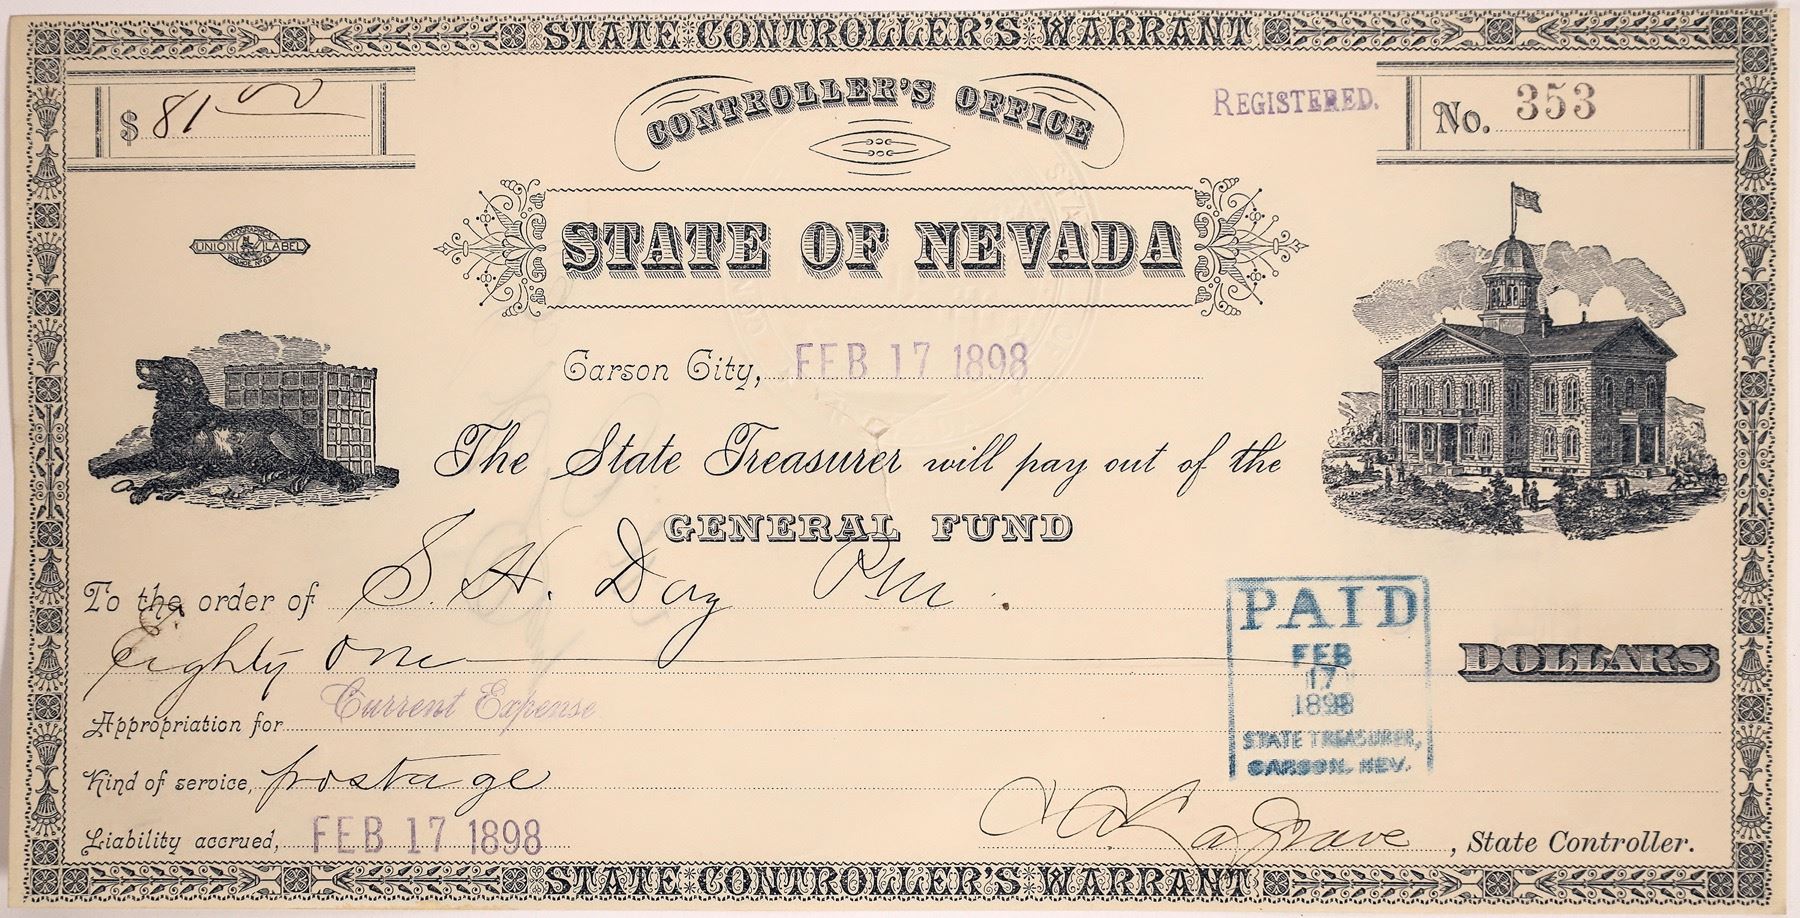 STATE CONTROLLER'S WARRANT
$ 81.00
CONTROLLER'S OFFICE
REGISTERED.
No. 353
UNION LABEL
STATE OF NEVADA
Carson City, FEB 17 1898
The State Treasurer will pay out of the
GENERAL FUND
To the order of S. H. Day P.M.
Eighty one DOLLARS
PAID
FEB
17
1898
STATE TREASURER,
CARSON, NEV.
Appropriation for Current Expense
Kind of service, postage
Liability accrued, FEB 17 1898
LaGrave, State Controller.
STATE CONTROLLER'S WARRANT